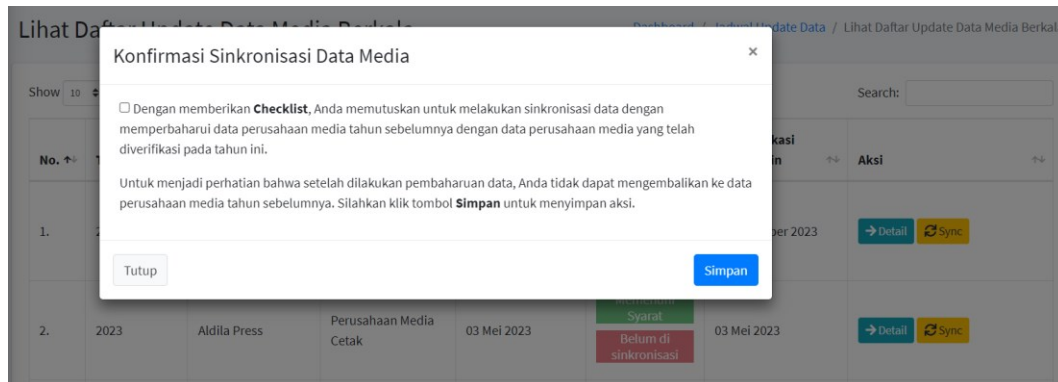 Lihat
Dashboard / Jadwal Update Data / Lihat Daftar Update Data Media Berkal
Konfirmasi Sinkronisasi Data Media ×
Show 10
Search:
☐ Dengan memberikan Checklist, Anda memutuskan untuk melakukan sinkronisasi data dengan
memperbaharui data perusahaan media tahun sebelumnya dengan data perusahaan media yang telah
diverifikasi pada tahun ini.
No.
Aksi
Untuk menjadi perhatian bahwa setelah dilakukan pembaharuan data, Anda tidak dapat mengembalikan ke data
perusahaan media tahun sebelumnya. Silahkan klik tombol Simpan untuk menyimpan aksi.
1. 2023 Detail Sync
Tutup Simpan
2. 2023 Aldila Press Perusahaan Media
Cetak
03 Mei 2023
Syarat
Belum di
sinkronisasi
03 Mei 2023 Detail Sync